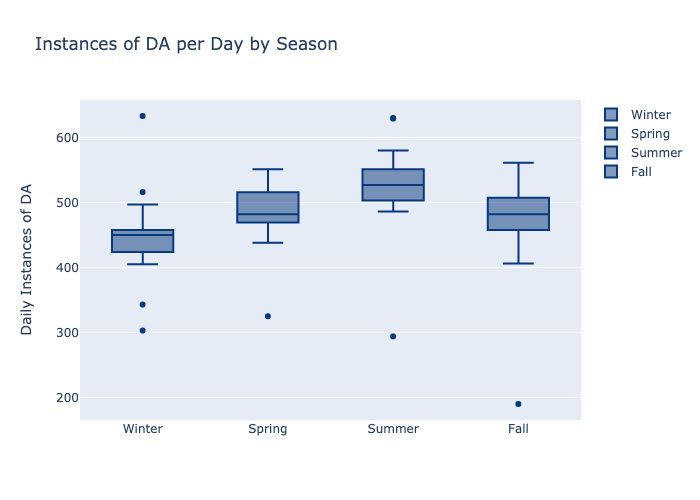 Instances of DA per Day by Season
Daily Instances of DA
600
500
400
300
200
Winter
Spring
Summer
Fall
Winter
Spring
Summer
Fall